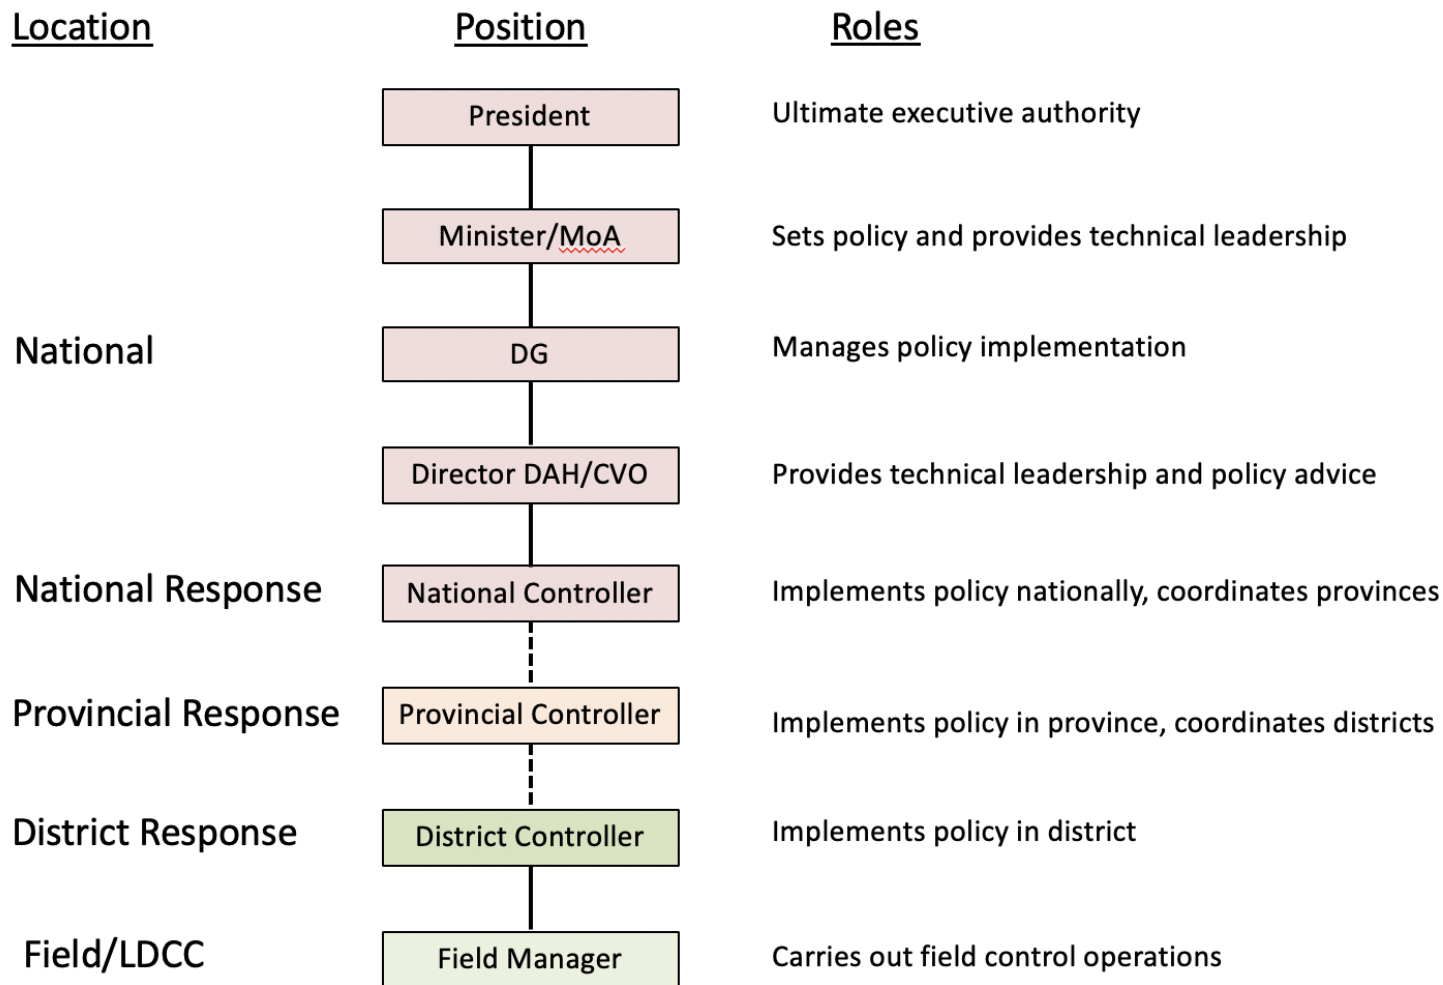 Location Position Roles
President Ultimate executive authority
Minister/MoA Sets policy and provides technical leadership
National DG Manages policy implementation
Director DAH/CVO Provides technical leadership and policy advice
National Response National Controller Implements policy nationally, coordinates provinces
Provincial Response Provincial Controller Implements policy in province, coordinates districts
District Response District Controller Implements policy in district
Field/LDCC Field Manager Carries out field control operations